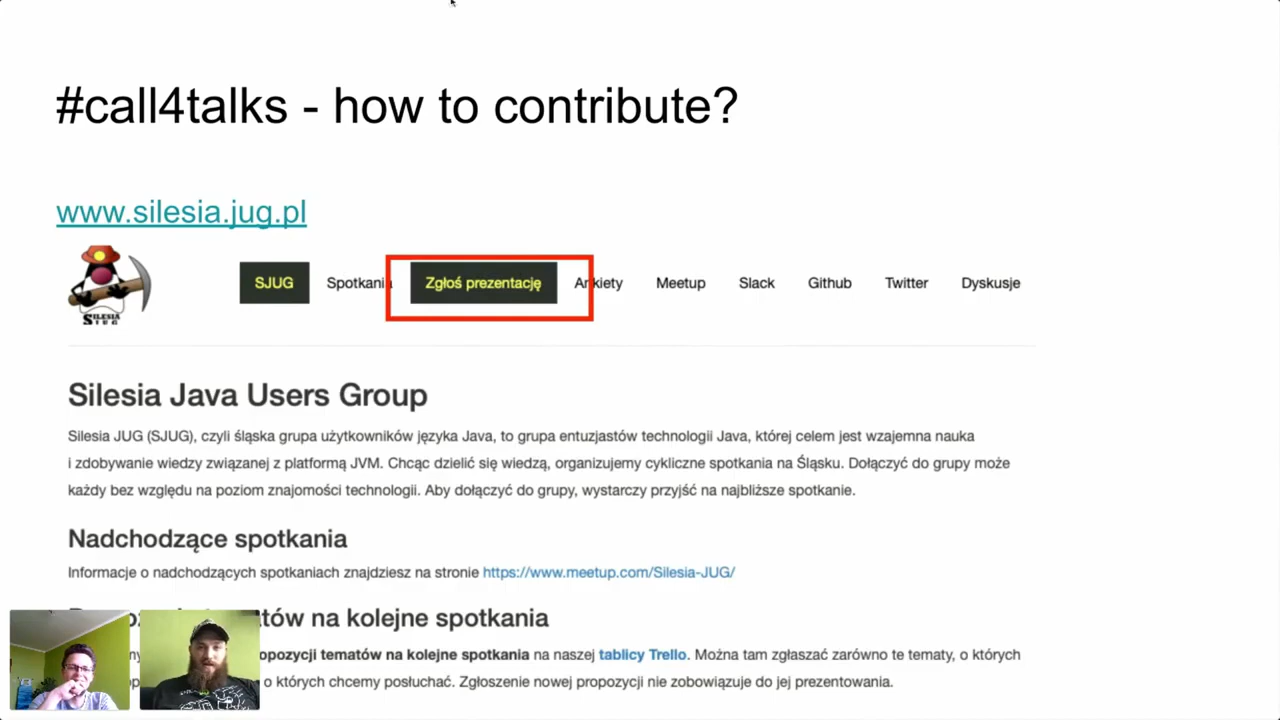 #call4talks - how to contribute?
www.silesia.jug.pl
SILESIA
JUG
SJUG Spotkania Zgłoś prezentację Ankiety Meetup Slack Github Twitter Dyskusje
Silesia Java Users Group
Silesia JUG (SJUG), czyli śląska grupa użytkowników języka Java, to grupa entuzjastów technologii Java, której celem jest wzajemna nauka
i zdobywanie wiedzy związanej z platformą JVM. Chcąc dzielić się wiedzą, organizujemy cykliczne spotkania na Śląsku. Dołączyć do grupy może
każdy bez względu na poziom znajomości technologii. Aby dołączyć do grupy, wystarczy przyjść na najbliższe spotkanie.
Nadchodzące spotkania
Informacje o nadchodzących spotkaniach znajdziesz na stronie https://www.meetup.com/Silesia-JUG/
na kolejne spotkania
tematów na kolejne spotkania na naszej tablicy Trello. Można tam zgłaszać zarówno te tematy, o których
o których chcemy posłuchać. Zgłoszenie nowej propozycji nie zobowiązuje do jej prezentowania.